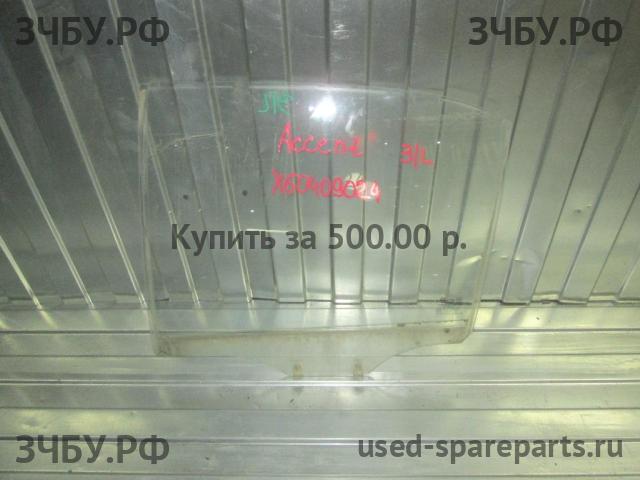 ЗЧБУ.РФ
ЗЧБУ.РФ
Accent
З/L
Купить за 500.00 р.
ЗЧБУ.РФ
used-spareparts.ru